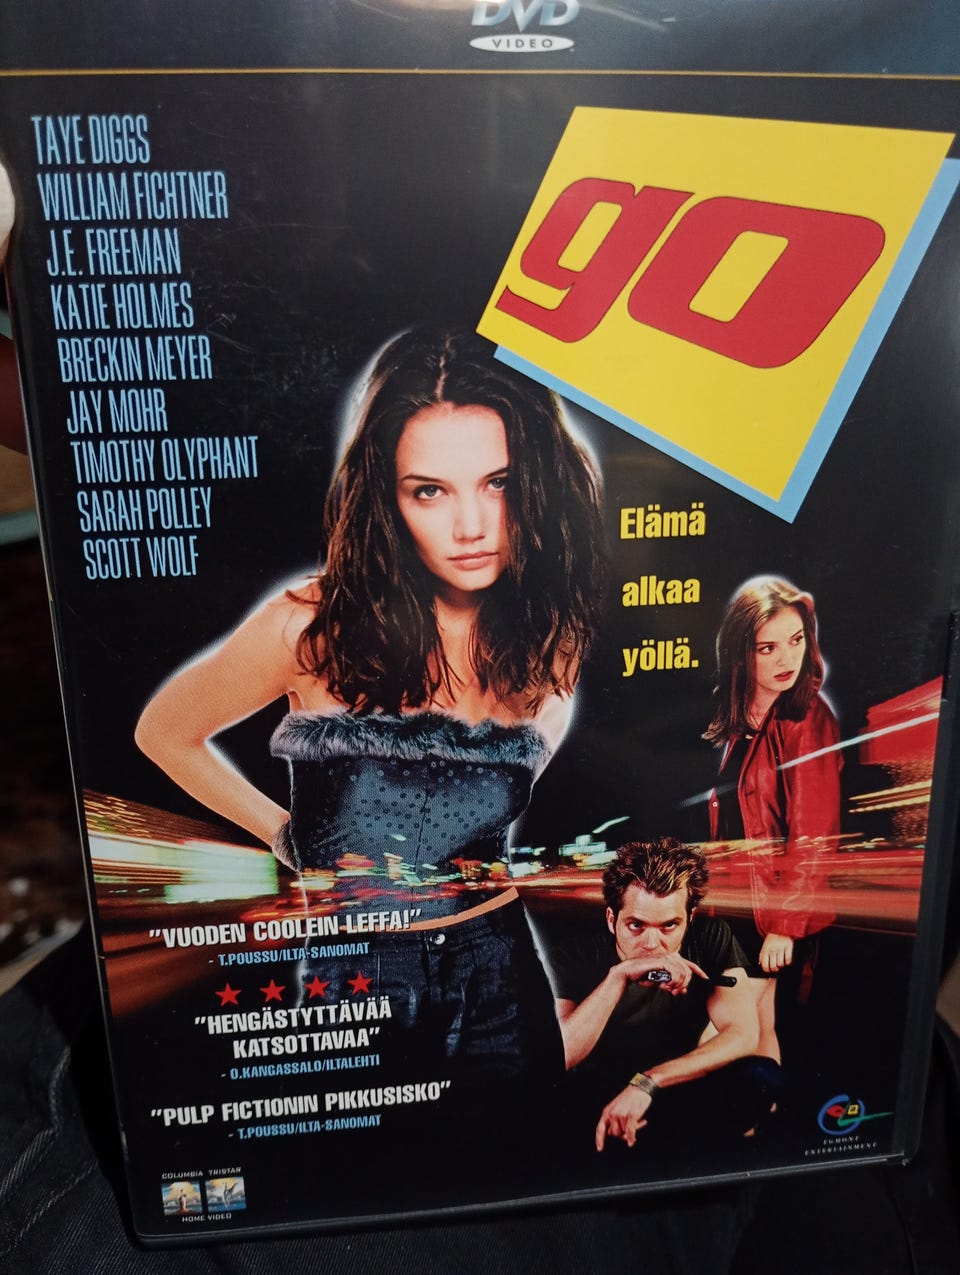 DVD
VIDEO
TAYE DIGGS
WILLIAM FICHTNER
J.E. FREEMAN
KATIE HOLMES
BRECKIN MEYER
JAY MOHR
TIMOTHY OLYPHANT
SARAH POLLEY
SCOTT WOLF
go
Elämä
alkaa
yöllä.
"VUODEN COOLEIN LEFFA!"
- T.POUSSU/ILTA-SANOMAT
"HENGÄSTYTTÄVÄÄ
KATSOTTAVAA"
- O.KANGASSALO/ILTALEHTI
"PULP FICTIONIN PIKKUSISKO"
- T.POUSSU/ILTA-SANOMAT
COLUMBIA TRISTAR
HOME VIDEO
EGMONT
ENTERTAINMENT